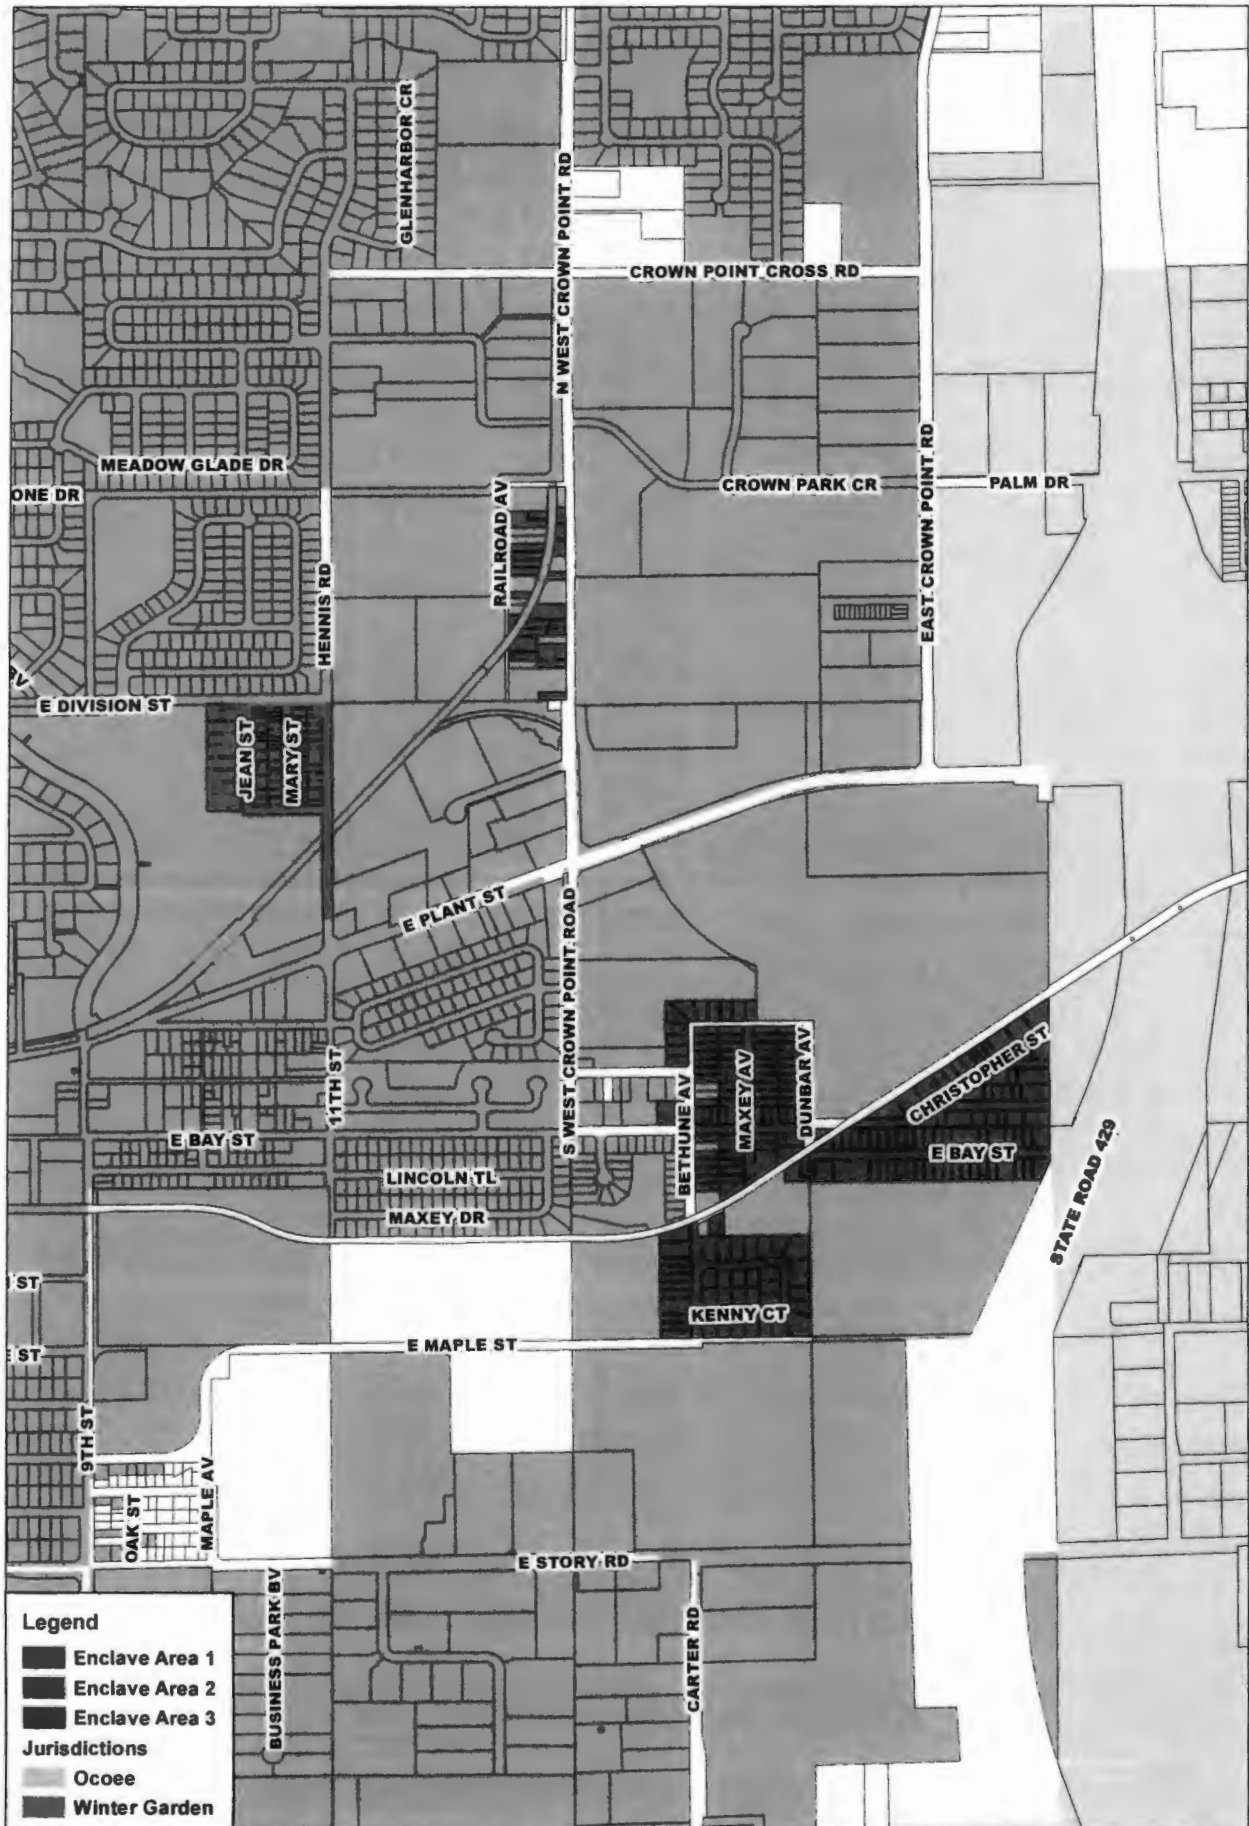 GLENHARBOR CR
N WEST CROWN POINT RD
CROWN POINT CROSS RD
MEADOW GLADE DR
ONE DR
RAILROAD AV
CROWN PARK CR
EAST CROWN POINT RD
PALM DR
HENNIS RD
BV
E DIVISION ST
JEAN ST
MARY ST
E PLANT ST
S WEST CROWN POINT ROAD
11TH ST
E BAY ST
LINCOLN TL
MAXEY DR
BETHUNE AV
MAXEY AV
DUNBAR AV
CHRISTOPHER ST
E BAY ST
STATE ROAD 429
KENNY CT
ST
E MAPLE ST
E ST
9TH ST
OAK ST
MAPLE AV
E STORY RD
BUSINESS PARK BV
CARTER RD
Legend
Enclave Area 1
Enclave Area 2
Enclave Area 3
Jurisdictions
Ocoee
Winter Garden